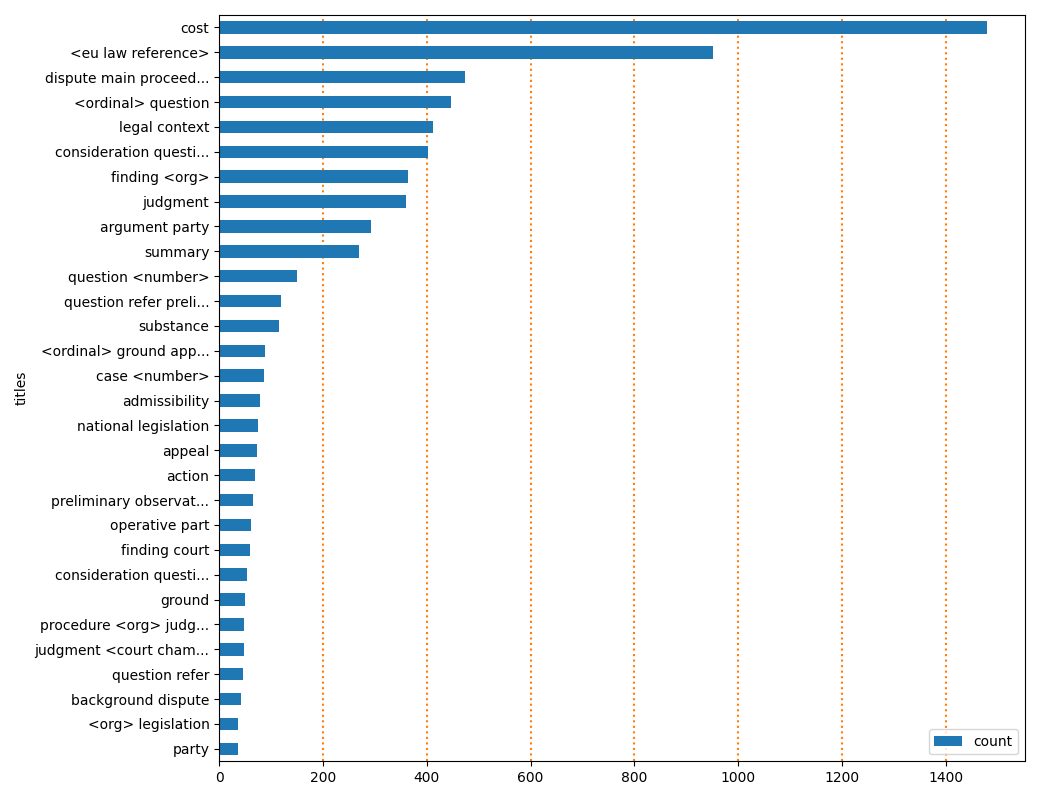 titles
cost
<eu law reference>
dispute main proceed...
<ordinal> question
legal context
consideration questi...
finding <org>
judgment
argument party
summary
question <number>
question refer preli...
substance
<ordinal> ground app...
case <number>
admissibility
national legislation
appeal
action
preliminary observat...
operative part
finding court
consideration questi...
ground
procedure <org> judg...
judgment <court cham...
question refer
background dispute
<org> legislation
party
count
0 200 400 600 800 1000 1200 1400